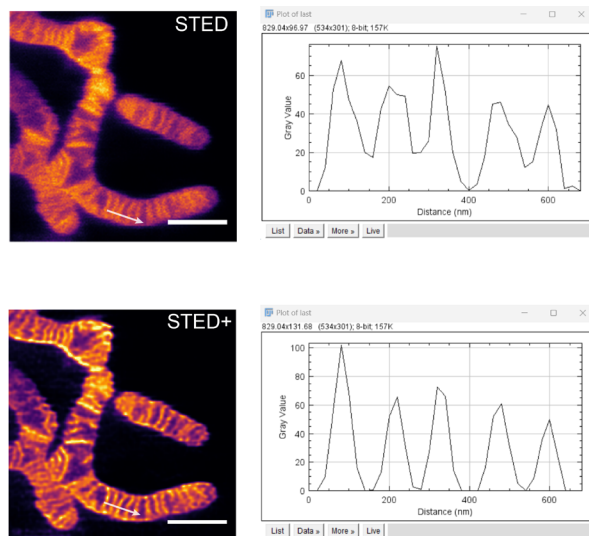 STED
Plot of last
829.04x96.97 (534x301); 8-bit; 157K
60
40
20
0
Gray Value
0 200 400 600
Distance (nm)
List Data » More » Live
STED+
Plot of last
829.04x131.68 (534x301); 8-bit; 157K
100
80
60
40
20
0
Gray Value
0 200 400 600
Distance (nm)
List Data » More » Live